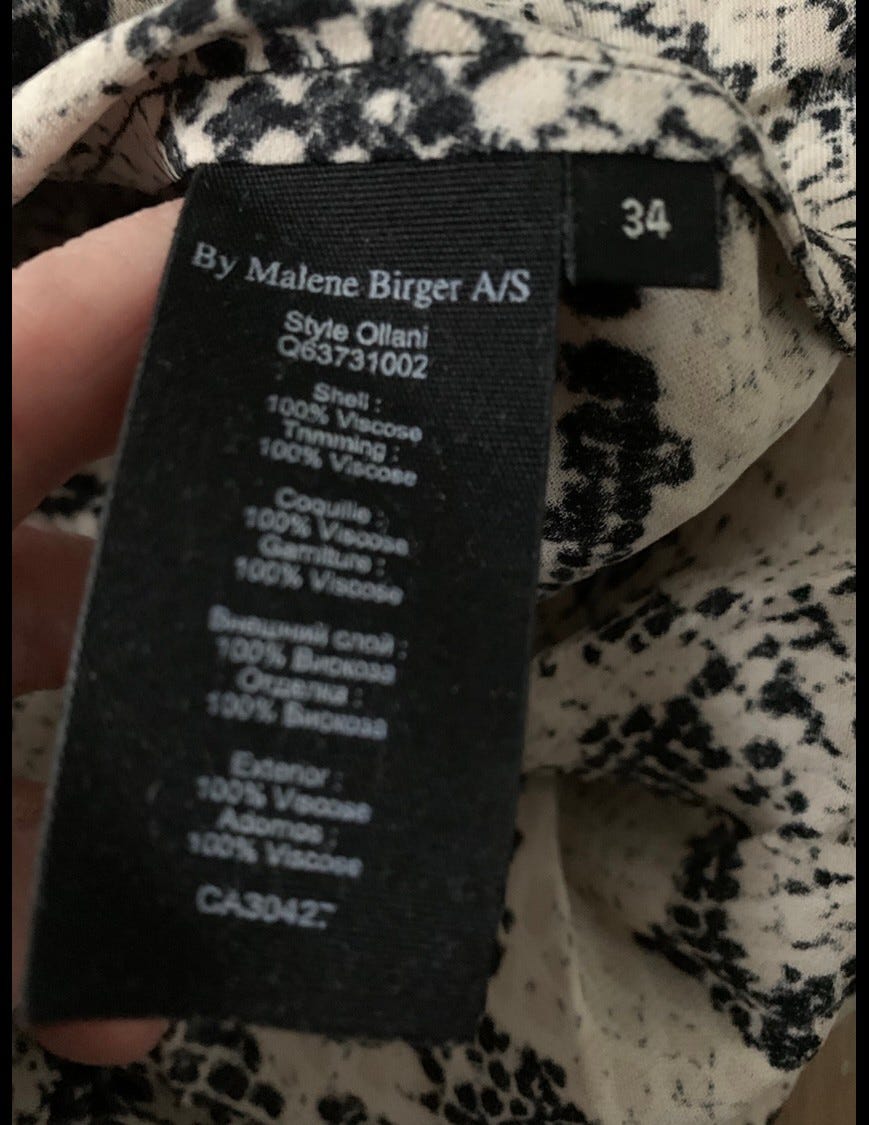 34
By Malene Birger A/S
Style Ollani
Q63731002
Shell :
100% Viscose
Trimming :
100% Viscose
Coquille :
100% Viscose
Garniture :
100% Viscose
Внешний слой :
100% Вискоза
Отделка :
100% Вискоза
Exterior :
100% Viscose
Adornos :
100% Viscose